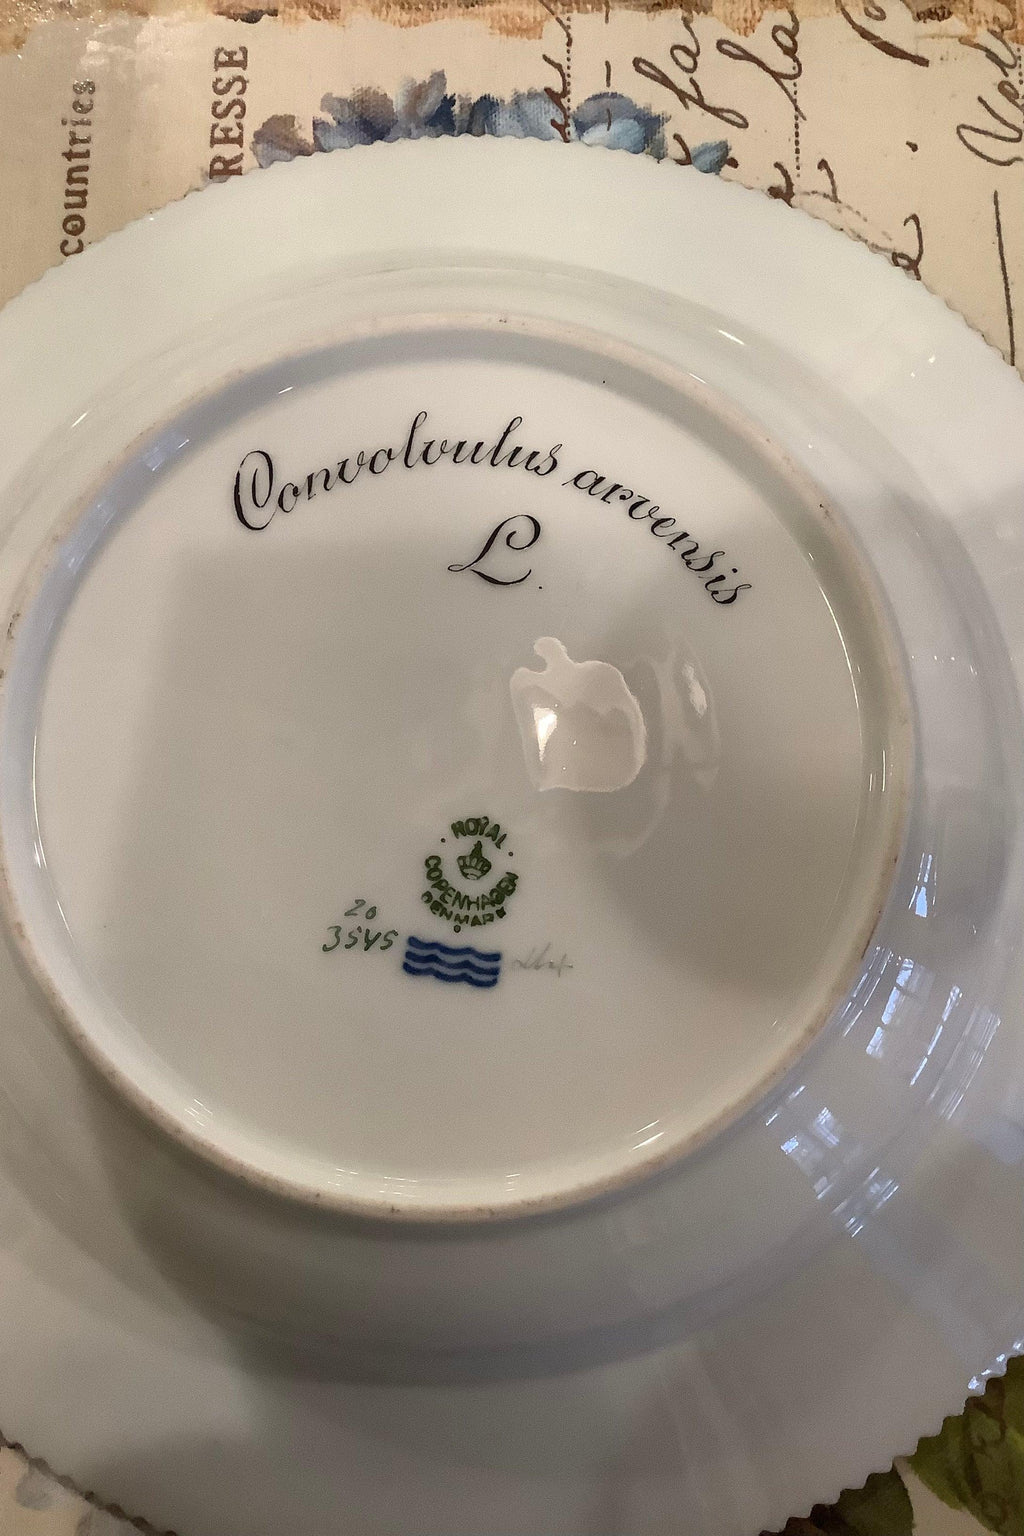 countries
RESSE
Convolvulus arvensis
L.
ROYAL
COPENHAGEN
DENMARK
20
3545